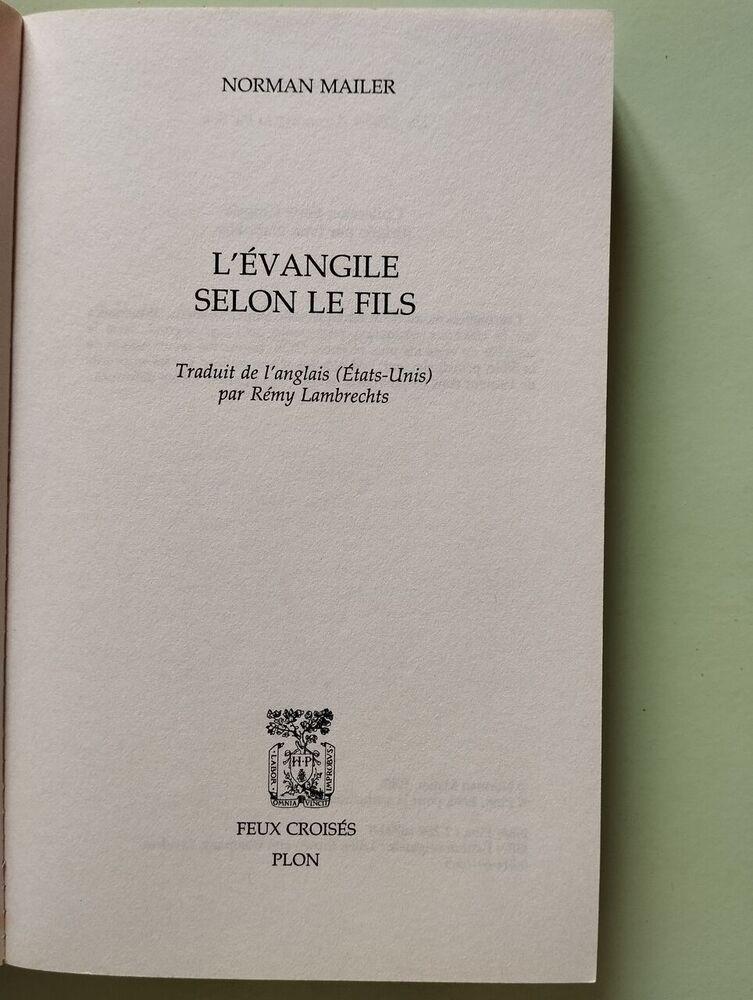 NORMAN MAILER
L'ÉVANGILE
SELON LE FILS
Traduit de l'anglais (États-Unis)
par Rémy Lambrechts
H P
LABOR
OMNIA VINCIT
IMPROBUS
FEUX CROISÉS
PLON